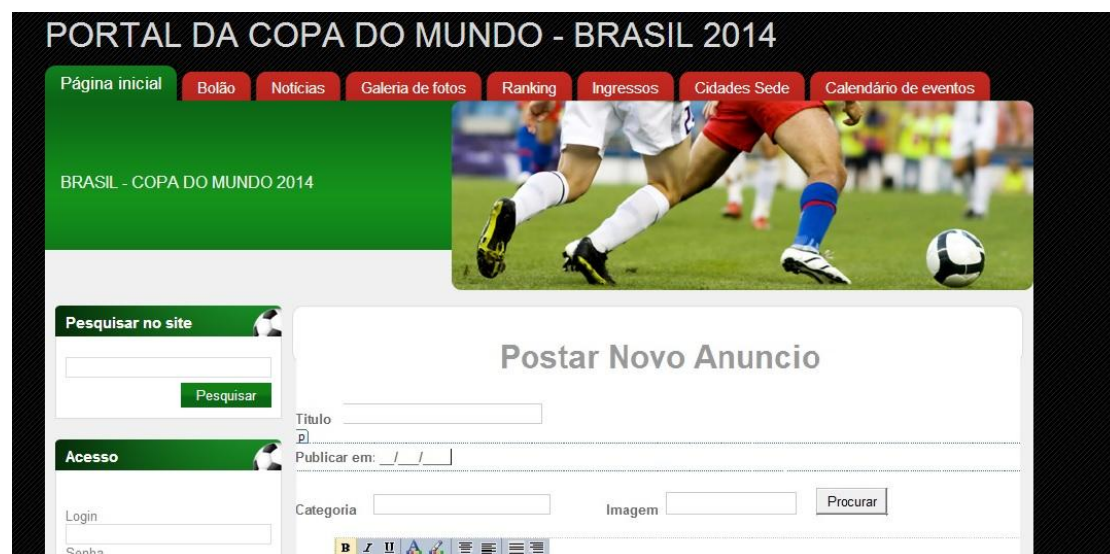 PORTAL DA COPA DO MUNDO - BRASIL 2014
Página inicial Bolão Notícias Galeria de fotos Ranking Ingressos Cidades Sede Calendário de eventos
BRASIL - COPA DO MUNDO 2014
Pesquisar no site
Pesquisar
Acesso
Login
Senha
Postar Novo Anuncio
Titulo
p
Publicar em: __/__/___
Categoria Imagem Procurar
B I U A